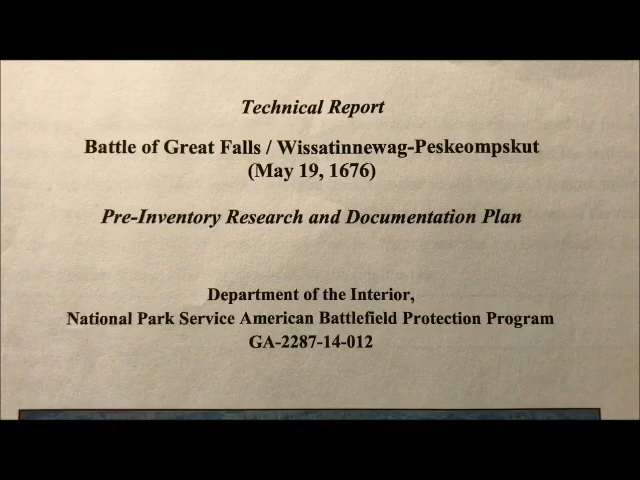 Technical Report
Battle of Great Falls / Wissatinnewag-Peskeompskut
(May 19, 1676)
Pre-Inventory Research and Documentation Plan
Department of the Interior,
National Park Service American Battlefield Protection Program
GA-2287-14-012